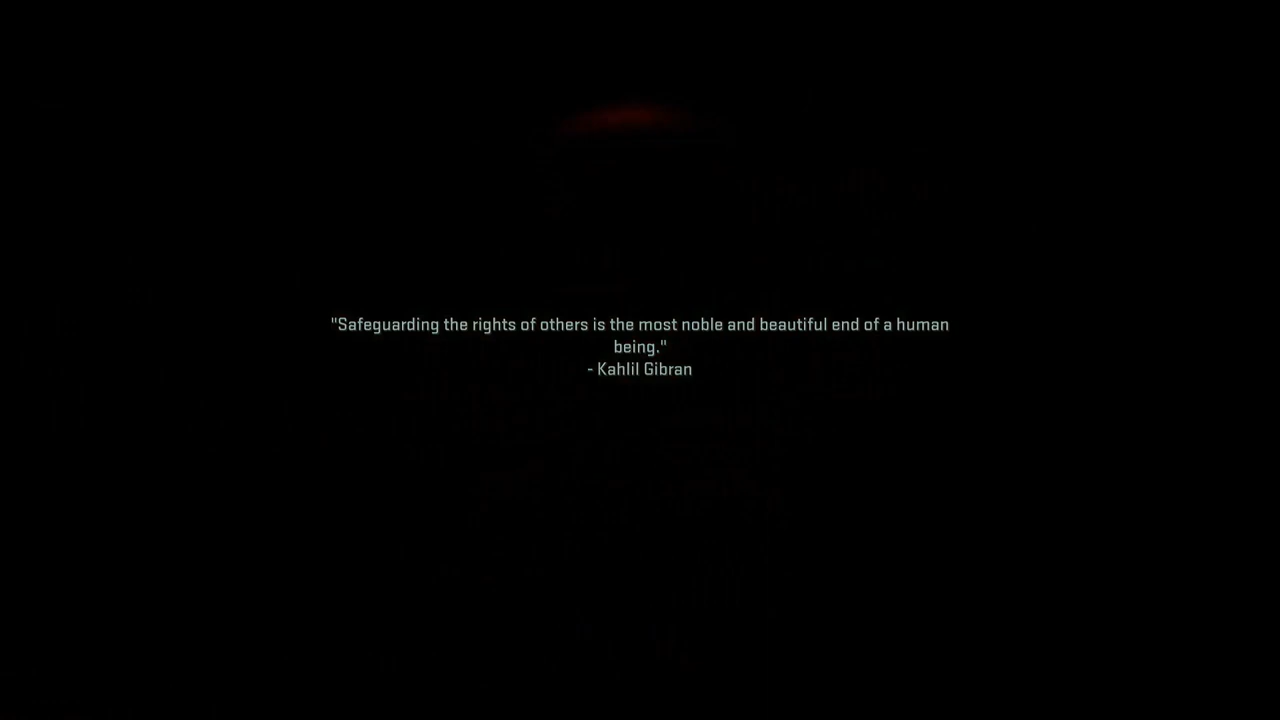 "Safeguarding the rights of others is the most noble and beautiful end of a human
being."
- Kahlil Gibran